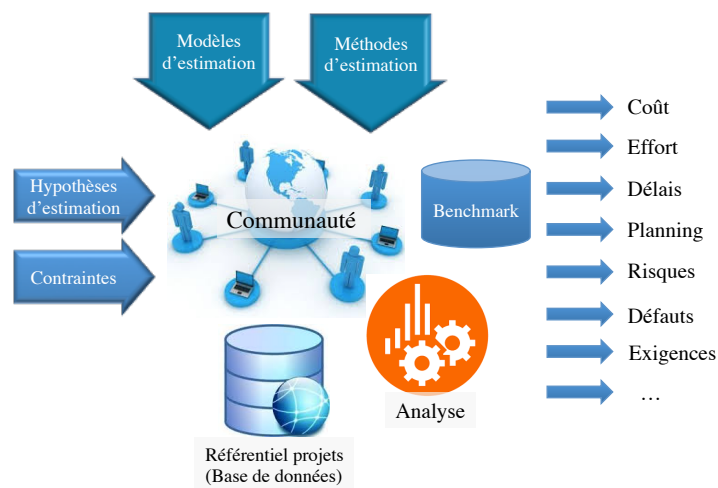 Modèles
d'estimation
Méthodes
d'estimation
Hypothèses
d'estimation
Contraintes
Communauté
Benchmark
Analyse
Référentiel projets
(Base de données)
Coût
Effort
Délais
Planning
Risques
Défauts
Exigences
…